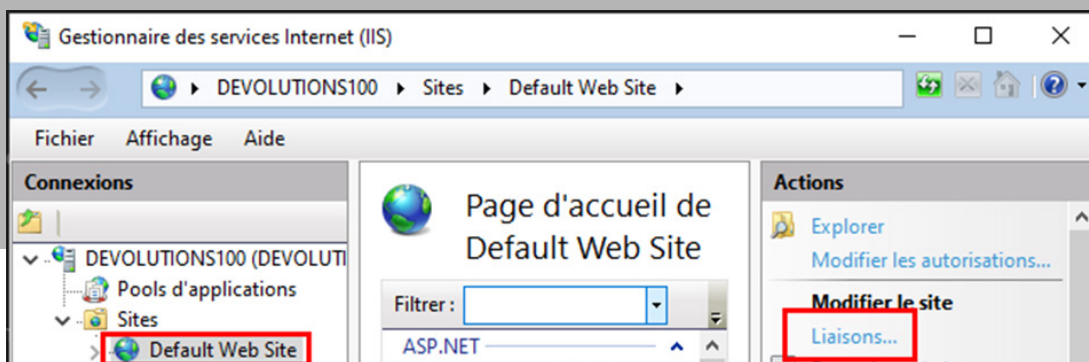 Gestionnaire des services Internet (IIS)
DEVOLUTIONS100 Sites Default Web Site
Fichier Affichage Aide
Connexions
DEVOLUTIONS100 (DEVOLUTI
Pools d'applications
Sites
Default Web Site
Page d'accueil de
Default Web Site
Filtrer :
ASP.NET
Actions
Explorer
Modifier les autorisations...
Modifier le site
Liaisons...